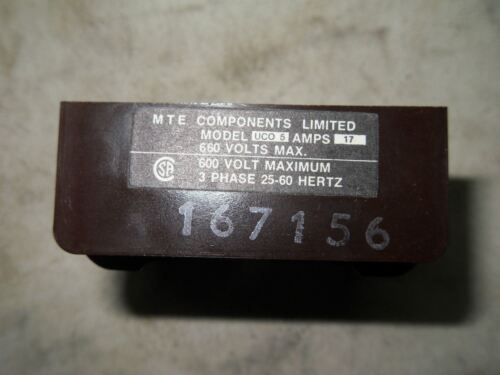 MTE COMPONENTS LIMITED
MODEL UCO 5 AMPS 17
660 VOLTS MAX.
600 VOLT MAXIMUM
3 PHASE 25-60 HERTZ
167156